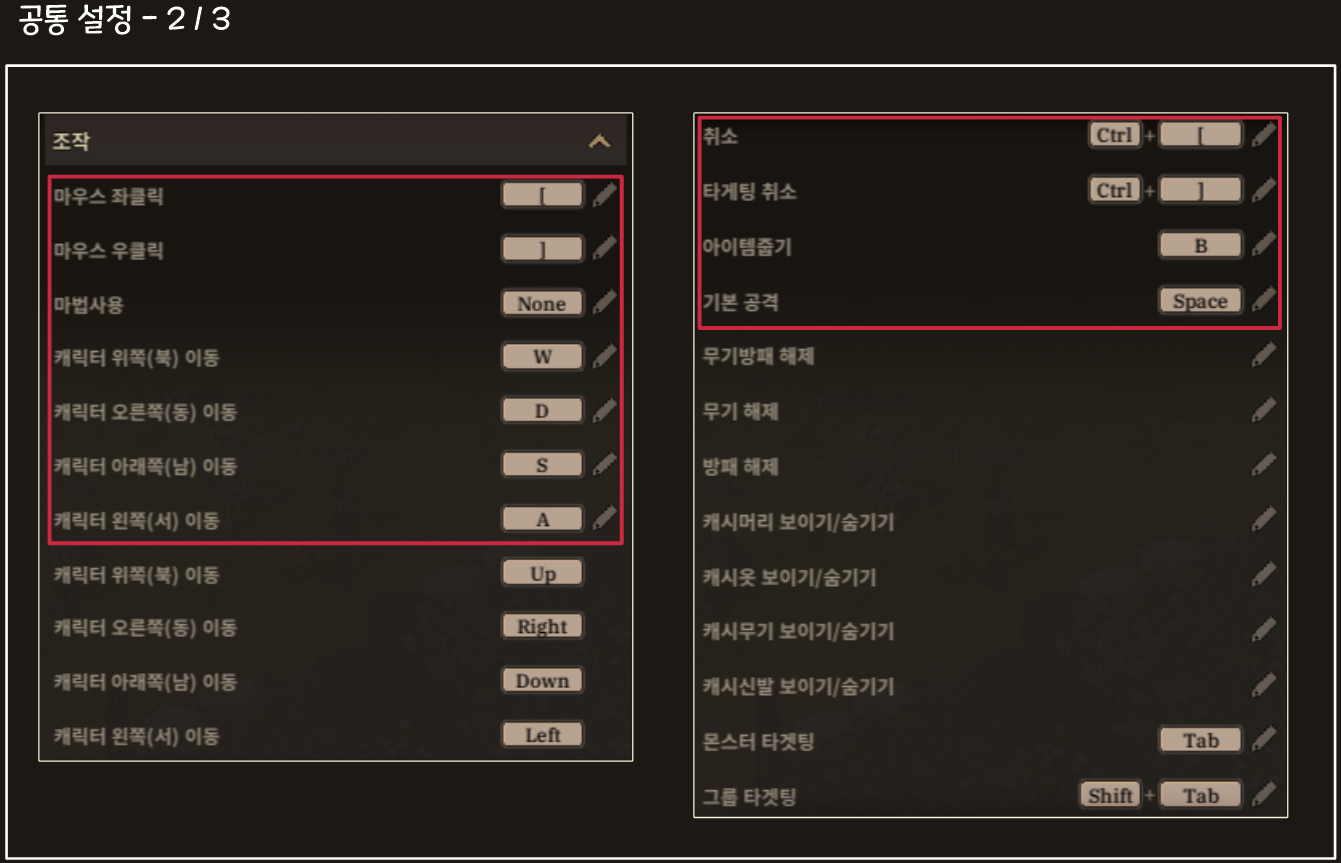 공통 설정 - 2 / 3
조작
마우스 좌클릭 [
마우스 우클릭 ]
마법사용 None
캐릭터 위쪽(북) 이동 W
캐릭터 오른쪽(동) 이동 D
캐릭터 아래쪽(남) 이동 S
캐릭터 왼쪽(서) 이동 A
캐릭터 위쪽(북) 이동 Up
캐릭터 오른쪽(동) 이동 Right
캐릭터 아래쪽(남) 이동 Down
캐릭터 왼쪽(서) 이동 Left
취소 Ctrl + [
타게팅 취소 Ctrl + ]
아이템줍기 B
기본 공격 Space
무기방패 해제
무기 해제
방패 해제
캐시머리 보이기/숨기기
캐시옷 보이기/숨기기
캐시무기 보이기/숨기기
캐시신발 보이기/숨기기
몬스터 타겟팅 Tab
그룹 타겟팅 Shift + Tab